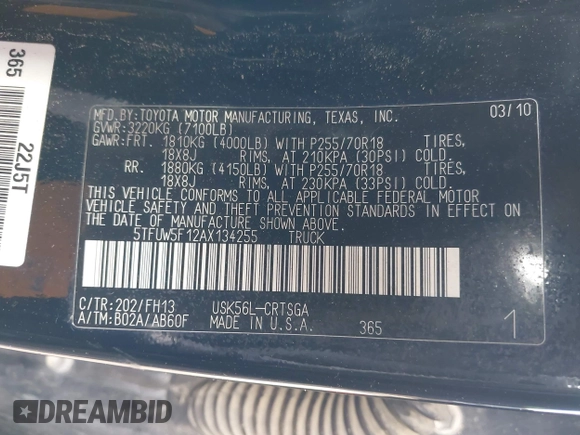 365 22J5T
MFD.BY:TOYOTA MOTOR MANUFACTURING, TEXAS, INC. 03/10
GVWR:3220KG (7100LB)
GAWR:FRT. 1810KG (4000LB) WITH P255/70R18 TIRES,
18X8J RIMS, AT 210KPA (30PSI) COLD.
RR. 1880KG (4150LB) WITH P255/70R18 TIRES,
18X8J RIMS, AT 230KPA (33PSI) COLD.
THIS VEHICLE CONFORMS TO ALL APPLICABLE FEDERAL MOTOR
VEHICLE SAFETY AND THEFT PREVENTION STANDARDS IN EFFECT
ON THE DATE OF MANUFACTURE SHOWN ABOVE.
5TFUW5F12AX134255 TRUCK
C/TR:202/FH13 USK56L-CRTSGA
A/TM:B02A/AB60F MADE IN U.S.A. 365 1
DREAMBID